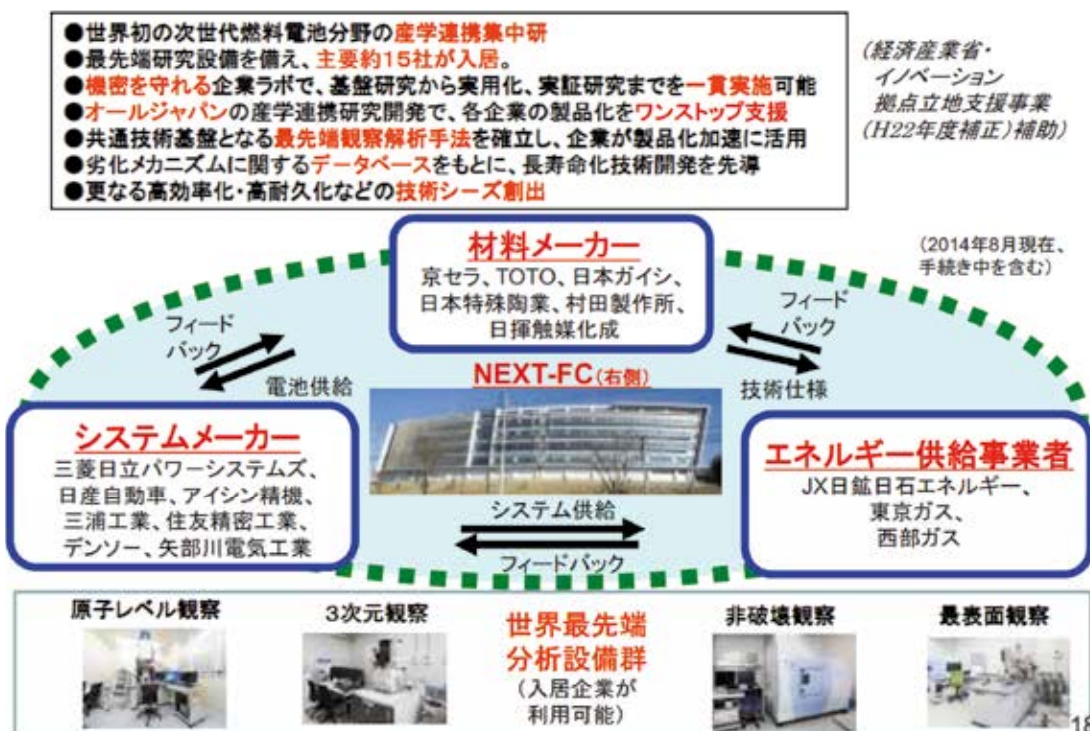 ●世界初の次世代燃料電池分野の産学連携集中研
●最先端研究設備を備え、主要約15社が入居。
●機密を守れる企業ラボで、基盤研究から実用化、実証研究までを一貫実施可能
●オールジャパンの産学連携研究開発で、各企業の製品化をワンストップ支援
●共通技術基盤となる最先端観察解析手法を確立し、企業が製品化加速に活用
●劣化メカニズムに関するデータベースをもとに、長寿命化技術開発を先導
●更なる高効率化・高耐久化などの技術シーズ創出
(経済産業省・
イノベーション
拠点立地支援事業
(H22年度補正)補助)
(2014年8月現在、
手続き中を含む)
材料メーカー
京セラ、TOTO、日本ガイシ、
日本特殊陶業、村田製作所、
日揮触媒化成
フィード
バック
電池供給
フィード
バック
技術仕様
NEXT-FC(右側)
システムメーカー
三菱日立パワーシステムズ、
日産自動車、アイシン精機、
三浦工業、住友精密工業、
デンソー、矢部川電気工業
エネルギー供給事業者
JX日鉱日石エネルギー、
東京ガス、
西部ガス
システム供給
フィードバック
原子レベル観察
3次元観察
世界最先端
分析設備群
(入居企業が
利用可能)
非破壊観察
最表面観察
18